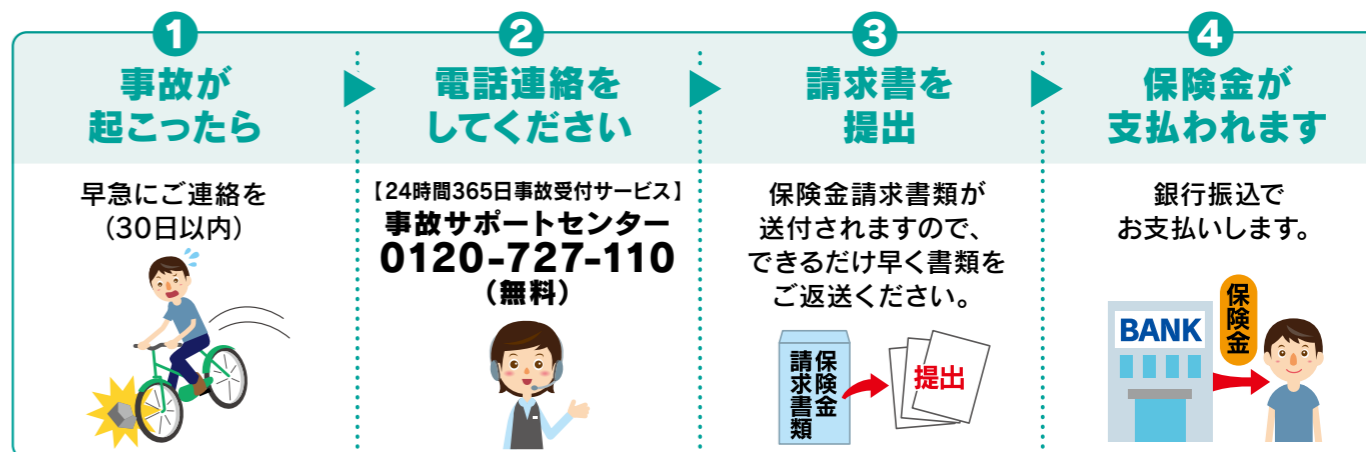 1
事故が
起こったら
早急にご連絡を
（30日以内）
2
電話連絡を
してください
【24時間365日事故受付サービス】
事故サポートセンター
0120-727-110
（無料）
3
請求書を
提出
保険金請求書類が
送付されますので、
できるだけ早く書類を
ご返送ください。
保険金
請求書類
提出
4
保険金が
支払われます
銀行振込で
お支払いします。
BANK
保険金